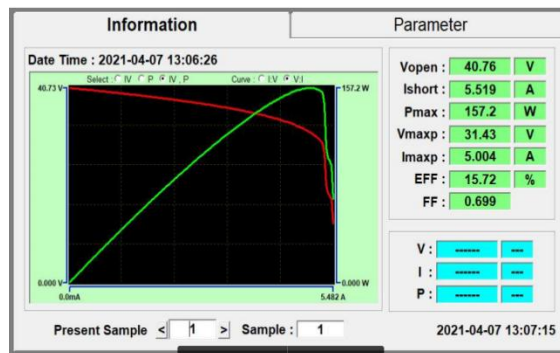 Information
Parameter
Date Time : 2021-04-07 13:06:26
Select : IV P IV , P Curve : I:V V:I
40.73 V
157.2 W
0.000 V
0.000 W
0.0mA
5.482 A
Vopen : 40.76 V
Ishort : 5.519 A
Pmax : 157.2 W
Vmaxp : 31.43 V
Imaxp : 5.004 A
EFF : 15.72 %
FF : 0.699
V : ------ ---
I : ------ ---
P : ------ ---
Present Sample < 1 > Sample : 1
2021-04-07 13:07:15